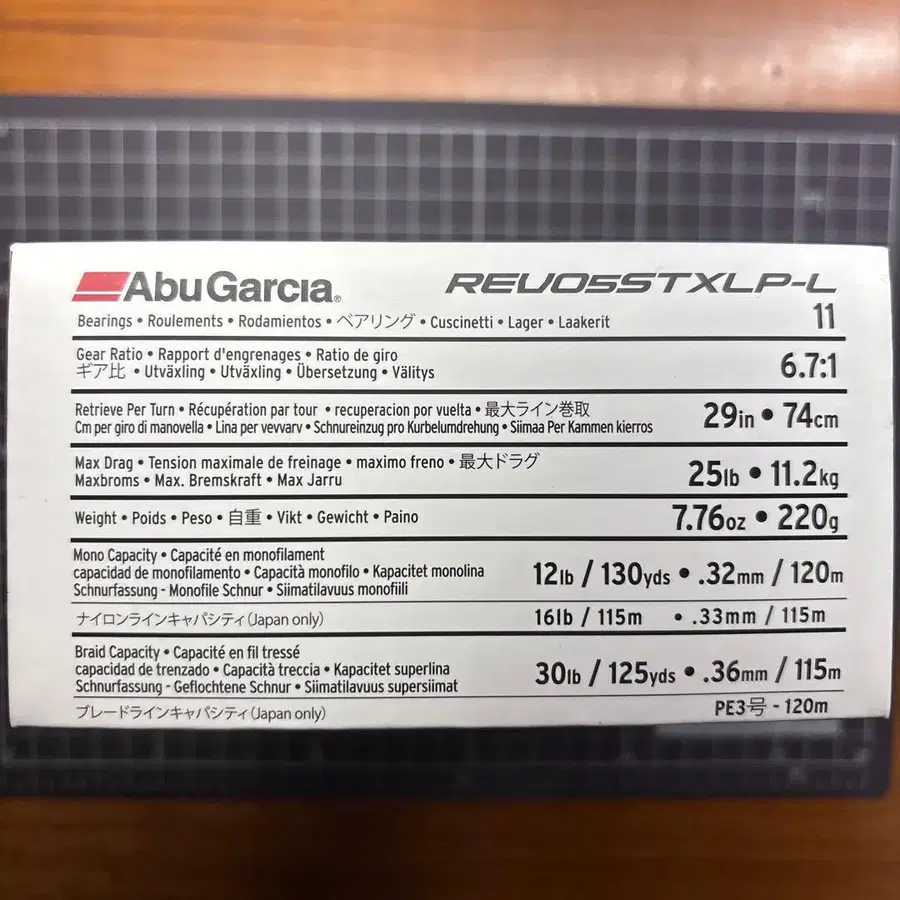 AbuGarcia® REVO5STXLP-L
Bearings • Roulements • Rodamientos • ベアリング • Cuscinetti • Lager • Laakerit 11
Gear Ratio • Rapport d'engrenages • Ratio de giro
ギア比 • Utväxling • Utväxling • Übersetzung • Välitys 6.7:1
Retrieve Per Turn • Récupération par tour • recuperacion por vuelta • 最大ライン巻取
Cm per giro di manovella • Lina per vevvarv • Schnureinzug pro Kurbelumdrehung • Siimaa Per Kammen kierros 29in • 74cm
Max Drag • Tension maximale de freinage • maximo freno • 最大ドラグ
Maxbroms • Max. Bremskraft • Max Jarru 25lb • 11.2kg
Weight • Poids • Peso • 自重 • Vikt • Gewicht • Paino 7.76oz • 220g
Mono Capacity • Capacité en monofilament
capacidad de monofilamento • Capacità monofilo • Kapacitet monolina 12lb / 130yds • .32mm / 120m
Schnurfassung - Monofile Schnur • Siimatilavuus monofiili
ナイロンラインキャパシティ(Japan only) 16lb / 115m • .33mm / 115m
Braid Capacity • Capacité en fil tressé
capacidad de trenzado • Capacità treccia • Kapacitet superlina 30lb / 125yds • .36mm / 115m
Schnurfassung - Geflochtene Schnur • Siimatilavuus supersiimat
ブレードラインキャパシティ(Japan only) PE3号 - 120m